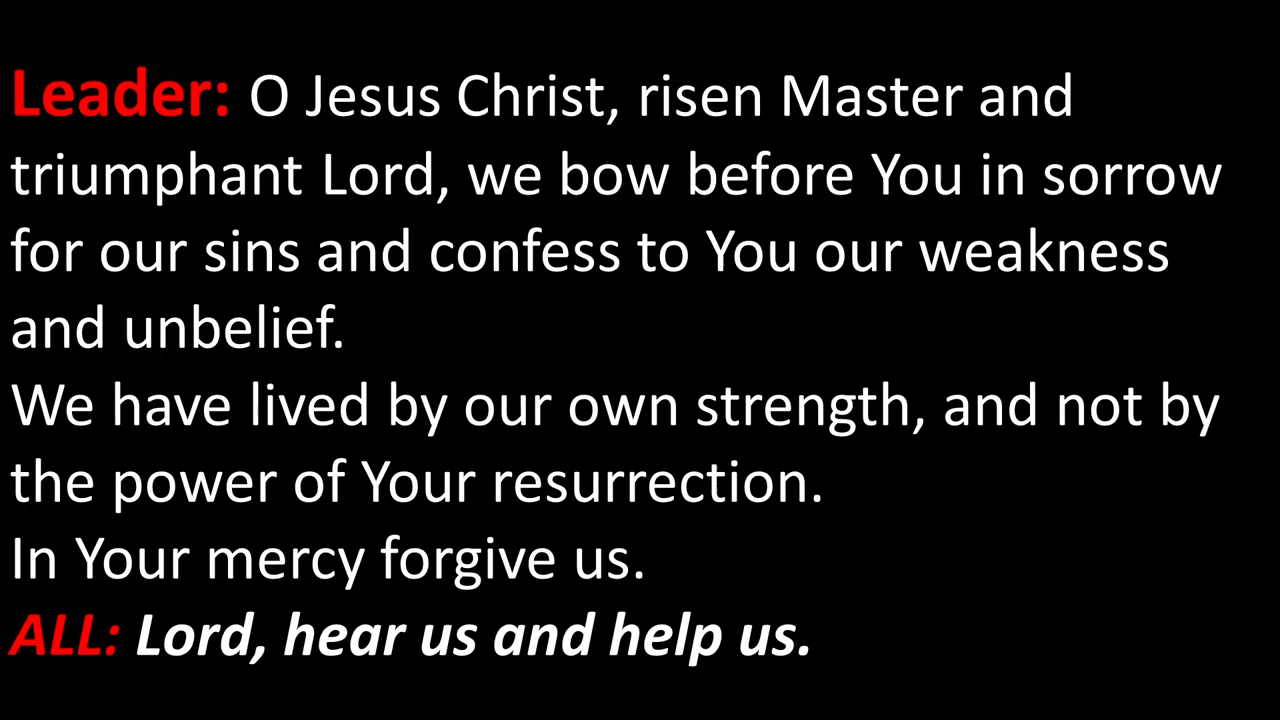 Leader: O Jesus Christ, risen Master and
triumphant Lord, we bow before You in sorrow
for our sins and confess to You our weakness
and unbelief.
We have lived by our own strength, and not by
the power of Your resurrection.
In Your mercy forgive us.
ALL: Lord, hear us and help us.